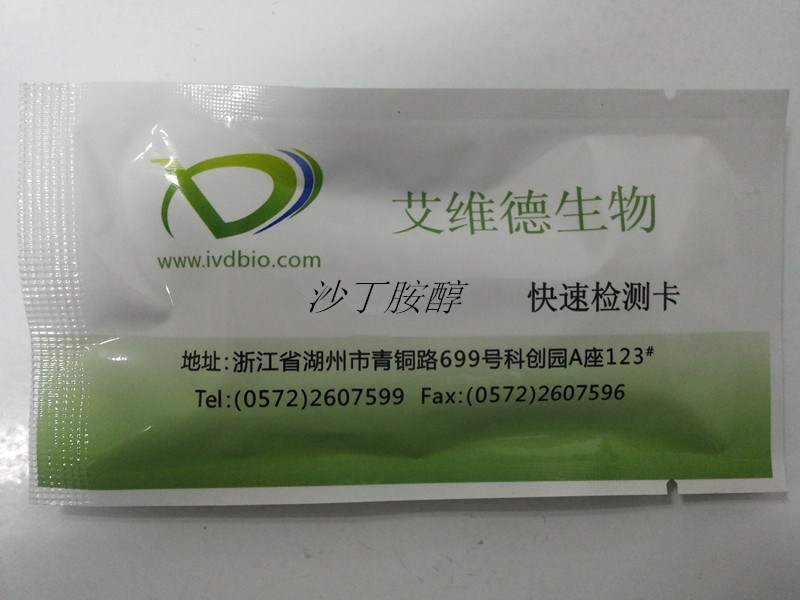 艾维德生物
www.ivdbio.com
沙丁胺醇 快速检测卡
地址:浙江省湖州市青铜路699号科创园A座123#
Tel:(0572)2607599 Fax:(0572)2607596